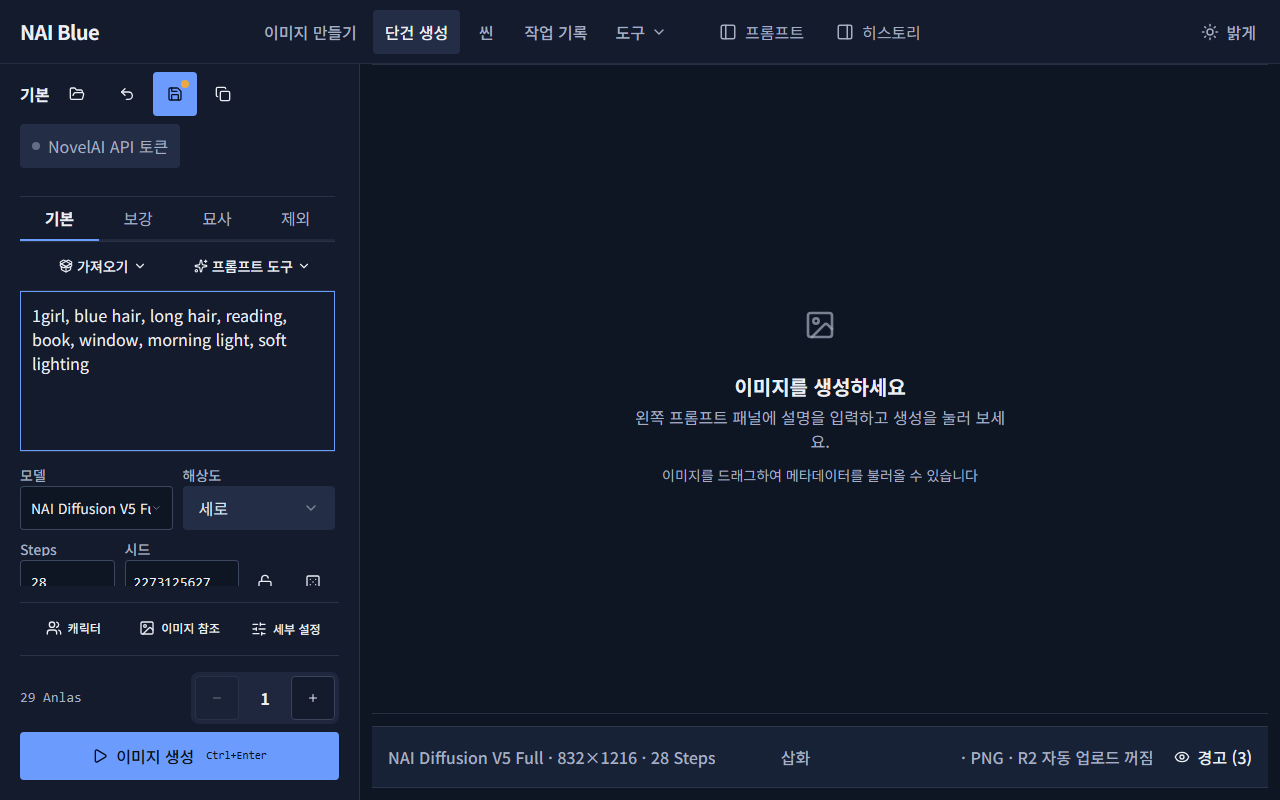 NAI Blue
이미지 만들기
단건 생성
씬
작업 기록
도구
프롬프트
히스토리
밝게
기본
NovelAI API 토큰
기본
보강
묘사
제외
가져오기
프롬프트 도구
1girl, blue hair, long hair, reading,
book, window, morning light, soft
lighting
모델
해상도
NAI Diffusion V5 Fu
세로
Steps
시드
28
2273125627
캐릭터
이미지 참조
세부 설정
29 Anlas
1
이미지 생성 Ctrl+Enter
이미지를 생성하세요
왼쪽 프롬프트 패널에 설명을 입력하고 생성을 눌러 보세
요.
이미지를 드래그하여 메타데이터를 불러올 수 있습니다
NAI Diffusion V5 Full · 832×1216 · 28 Steps
삽화
· PNG · R2 자동 업로드 꺼짐
경고 (3)